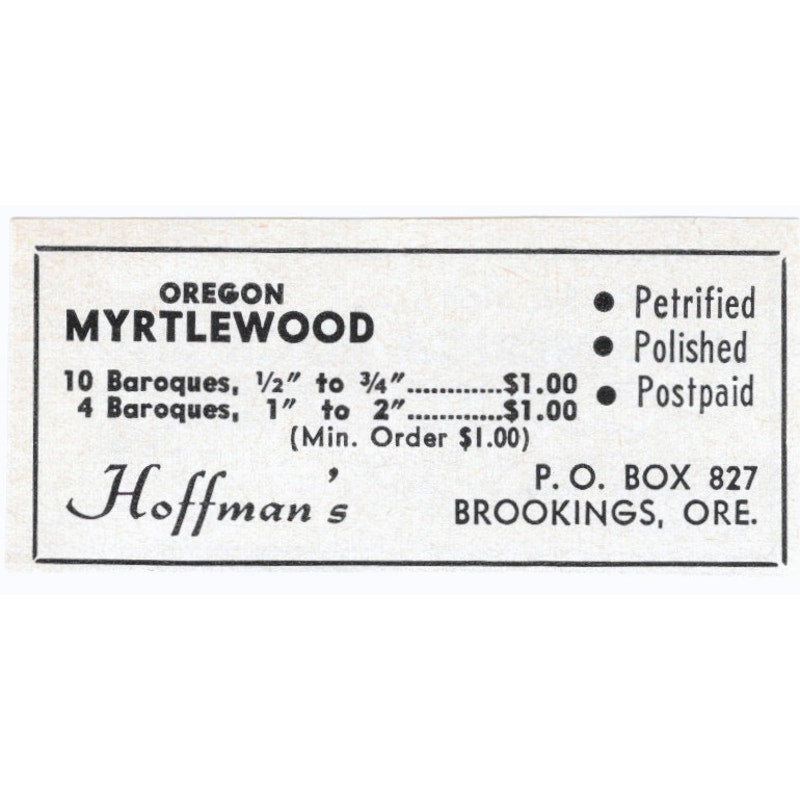 OREGON
MYRTLEWOOD
10 Baroques, ½" to ¾"............$1.00
4 Baroques, 1" to 2"............$1.00
(Min. Order $1.00)
● Petrified
● Polished
● Postpaid
Hoffman's
P. O. BOX 827
BROOKINGS, ORE.